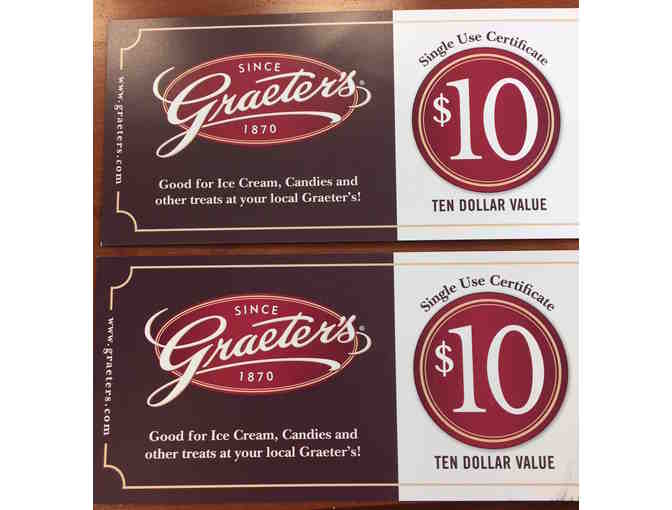 www.graeters.com
SINCE
Graeter's®
1870
Good for Ice Cream, Candies and
other treats at your local Graeter's!
Single Use Certificate
$10
TEN DOLLAR VALUE
www.graeters.com
SINCE
Graeter's®
1870
Good for Ice Cream, Candies and
other treats at your local Graeter's!
Single Use Certificate
$10
TEN DOLLAR VALUE